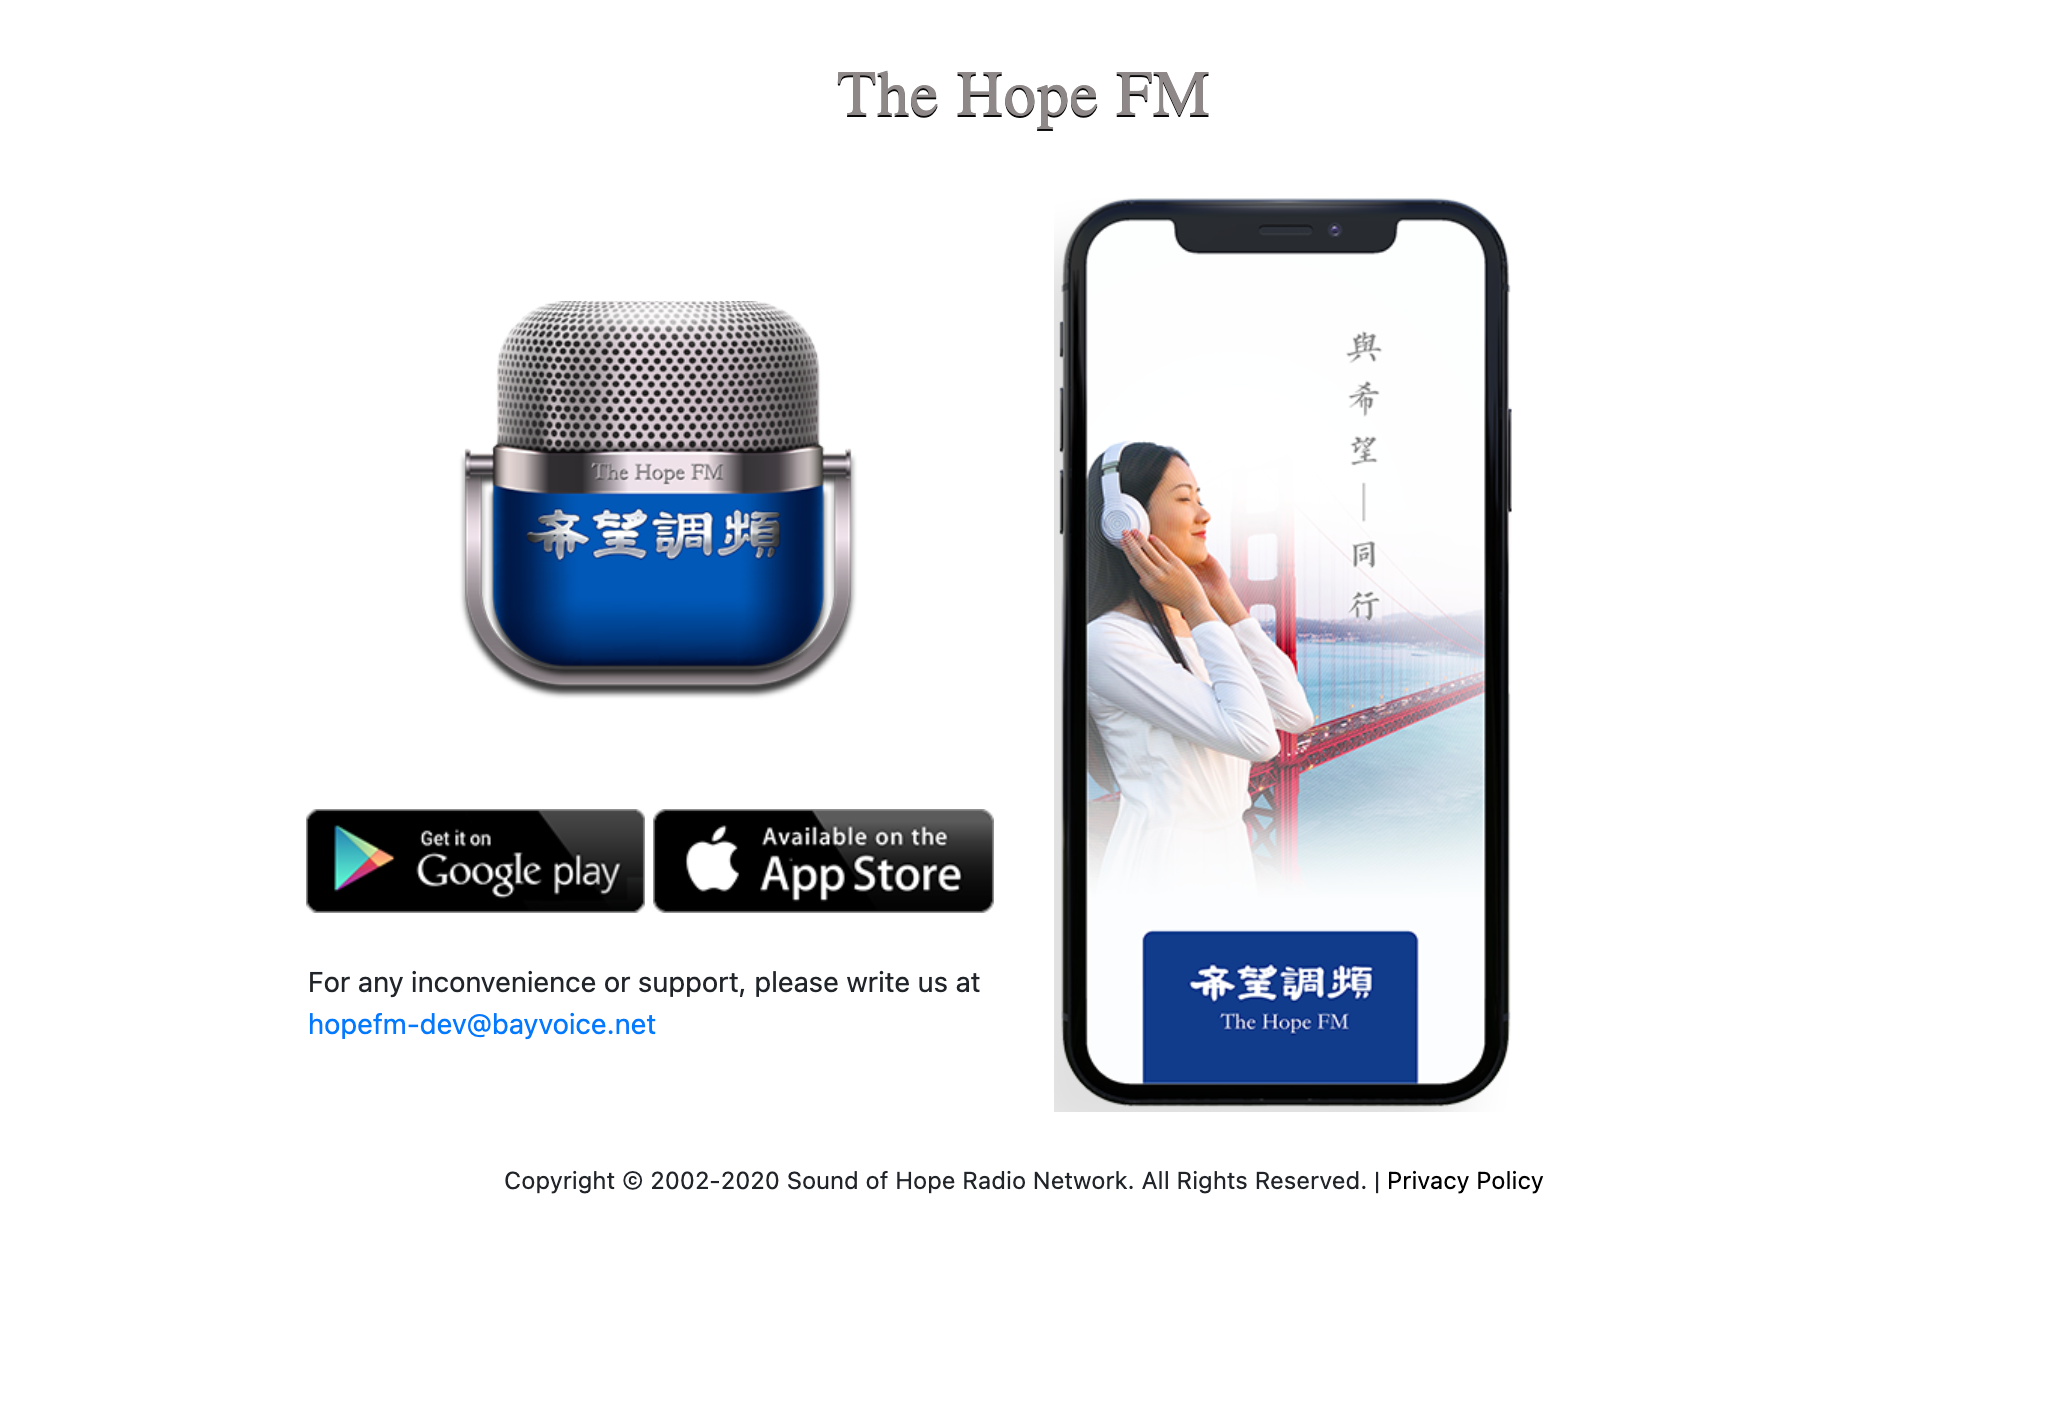 The Hope FM
The Hope FM
希望調頻
Get it on
Google play
Available on the
App Store
For any inconvenience or support, please write us at
hopefm-dev@bayvoice.net
與希望—同行
希望調頻
The Hope FM
Copyright © 2002-2020 Sound of Hope Radio Network. All Rights Reserved. | Privacy Policy